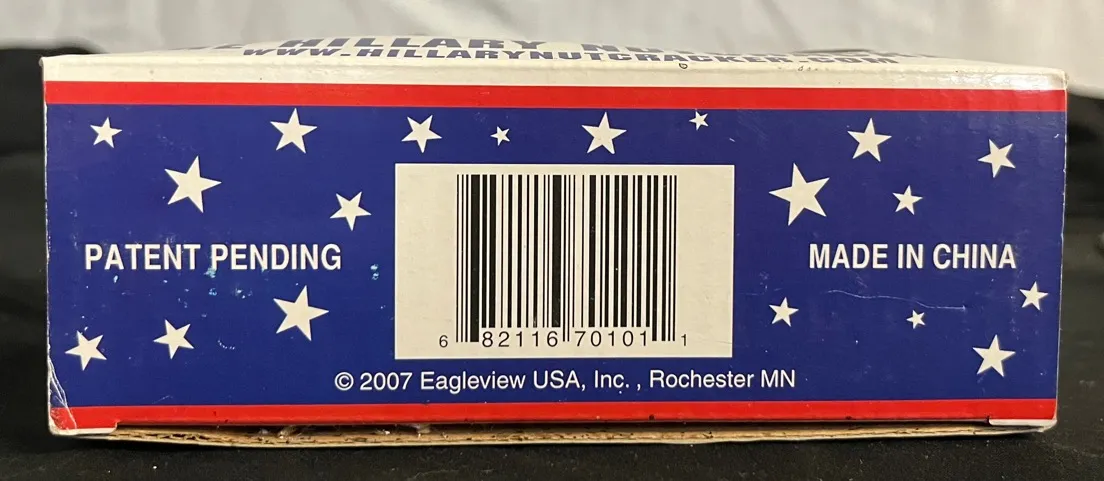 HILLARY
WWW.HILLARYNUTCRACKER.COM
PATENT PENDING
MADE IN CHINA
6 82116 70101 1
© 2007 Eagleview USA, Inc. , Rochester MN